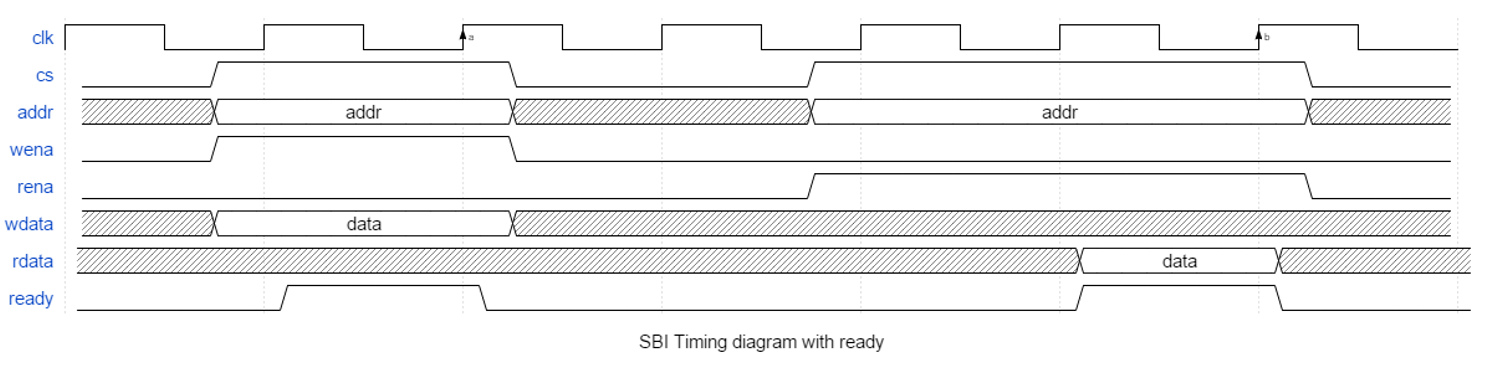 clk
a
b
cs
addr
addr
addr
wena
rena
wdata
data
rdata
data
ready
SBI Timing diagram with ready